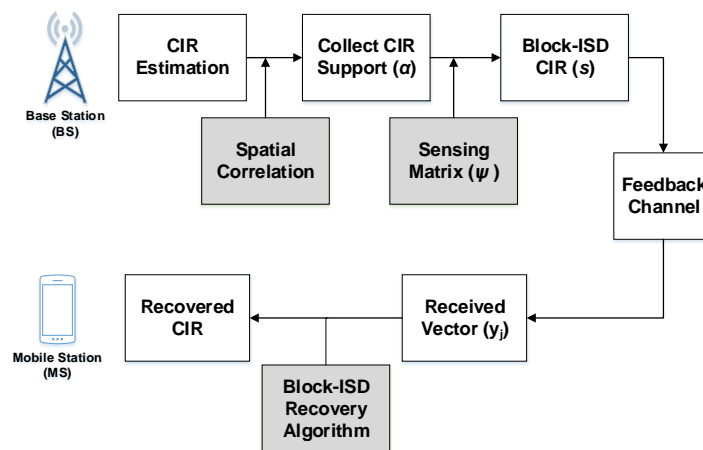 CIR
Estimation
Collect CIR
Support (α)
Block-ISD
CIR (s)
Base Station
(BS)
Spatial
Correlation
Sensing
Matrix (ψ)
Feedback
Channel
Recovered
CIR
Received
Vector (yj)
Mobile Station
(MS)
Block-ISD
Recovery
Algorithm